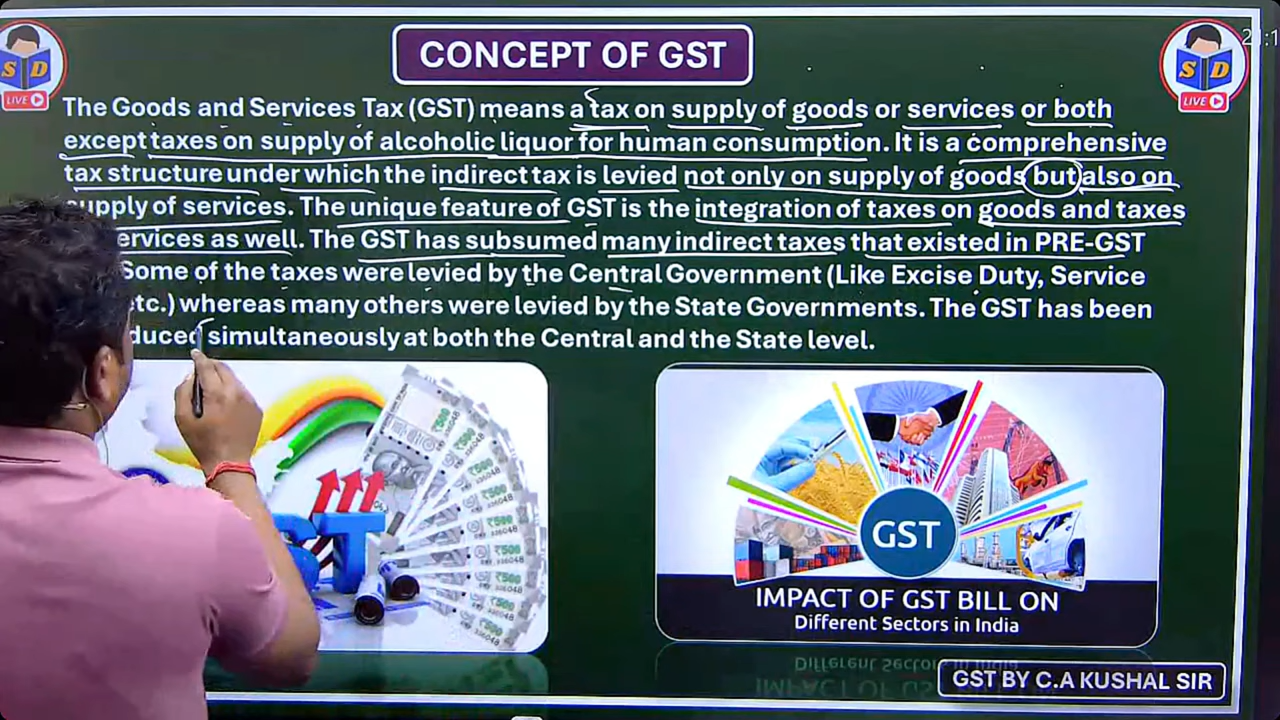 CONCEPT OF GST
S D
LIVE
S D
LIVE
The Goods and Services Tax (GST) means a tax on supply of goods or services or both
except taxes on supply of alcoholic liquor for human consumption. It is a comprehensive
tax structure under which the indirect tax is levied not only on supply of goods but also on
supply of services. The unique feature of GST is the integration of taxes on goods and taxes
ervices as well. The GST has subsumed many indirect taxes that existed in PRE-GST
Some of the taxes were levied by the Central Government (Like Excise Duty, Service
etc.) whereas many others were levied by the State Governments. The GST has been
duced simultaneously at both the Central and the State level.
₹500
₹500
₹500
₹500
₹500
₹500
GST
IMPACT OF GST BILL ON
Different Sectors in India
GST BY C.A KUSHAL SIR